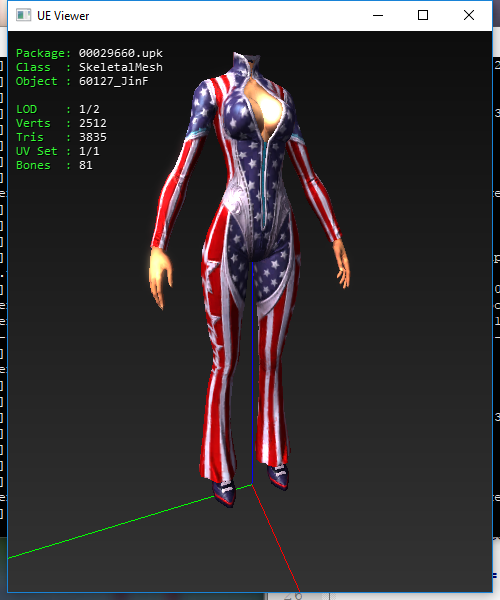 UE Viewer
Package: 00029660.upk
Class  : SkeletalMesh
Object : 60127_JinF
LOD    : 1/2
Verts  : 2512
Tris   : 3835
UV Set : 1/1
Bones  : 81